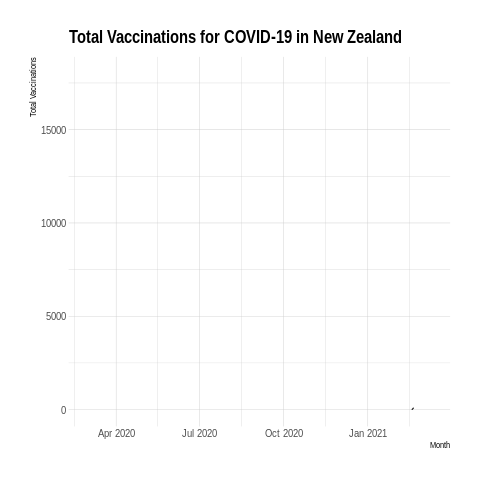 Total Vaccinations for COVID-19 in New Zealand
Total Vaccinations
15000
10000
5000
0
Apr 2020 Jul 2020 Oct 2020 Jan 2021
Month